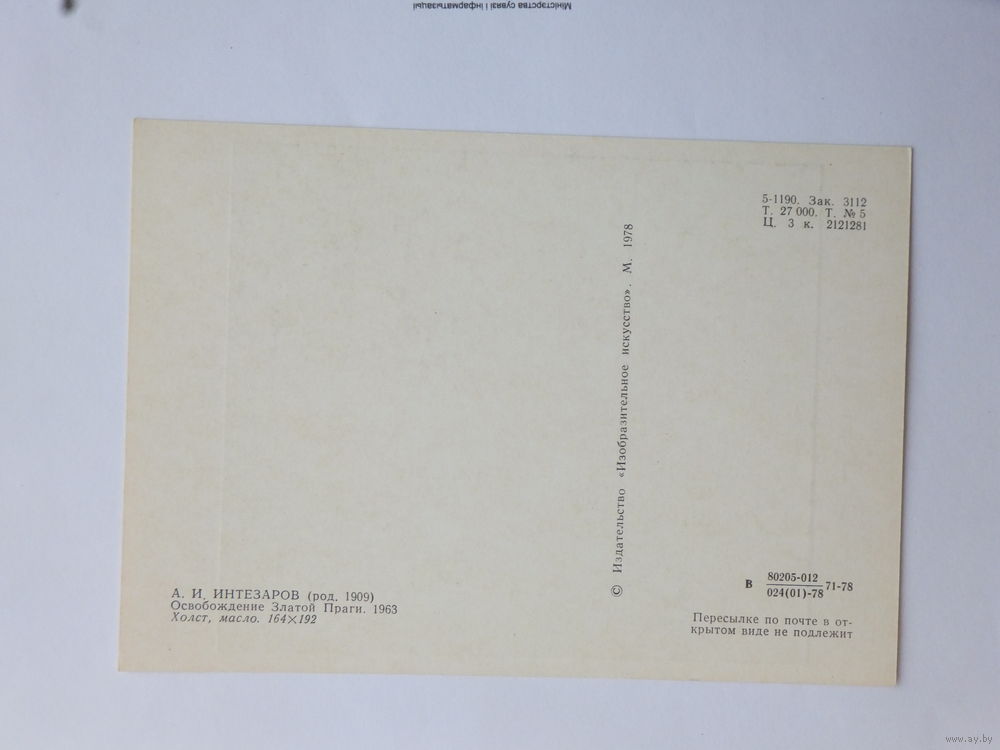 Міністэрства сувязі і інфарматызацыі
5-1190. Зак. 3112
Т. 27 000. Т. № 5
Ц. 3 к. 2121281
© Издательство «Изобразительное искусство». М. 1978
А. И. ИНТЕЗАРОВ (род. 1909)
Освобождение Златой Праги. 1963
Холст, масло. 164×192
В 80205-012 71-78
024(01)-78
Пересылке по почте в от-
крытом виде не подлежит
www.ay.by